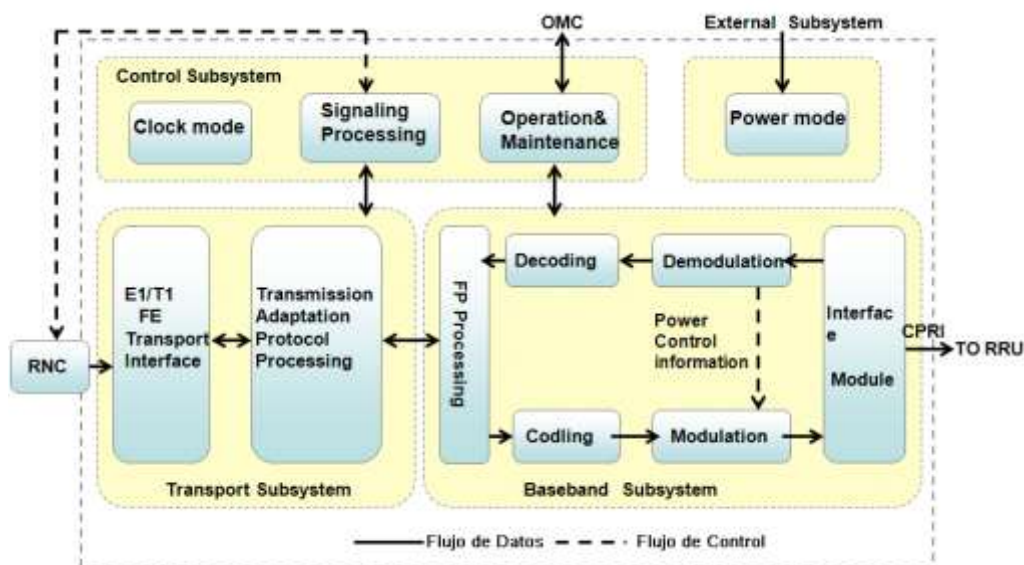 OMC
External Subsystem
Control Subsystem
Clock mode
Signaling
Processing
Operation&
Maintenance
Power mode
E1/T1
FE
Transport
Interface
Transmission
Adaptation
Protocol
Processing
FP Processing
Decoding
Demodulation
Power
Control
information
Codling
Modulation
Interfac
e
Module
CPRI
TO RRU
RNC
Transport Subsystem
Baseband Subsystem
Flujo de Datos
Flujo de Control